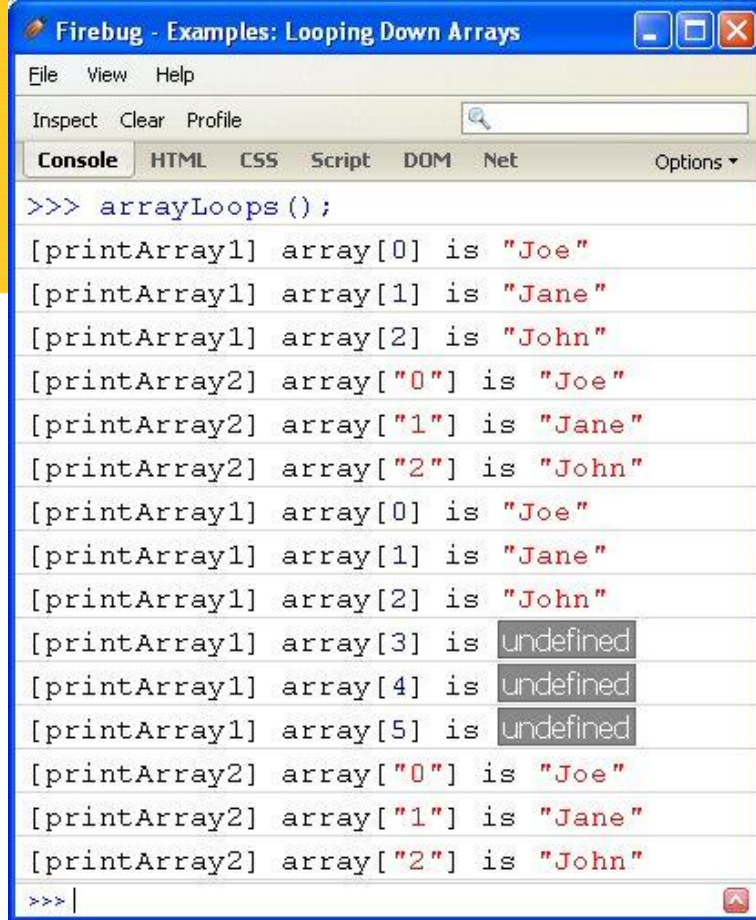 Firebug - Examples: Looping Down Arrays
File View Help
Inspect Clear Profile
Console HTML CSS Script DOM Net Options
>>> arrayLoops();
[printArray1] array[0] is "Joe"
[printArray1] array[1] is "Jane"
[printArray1] array[2] is "John"
[printArray2] array["0"] is "Joe"
[printArray2] array["1"] is "Jane"
[printArray2] array["2"] is "John"
[printArray1] array[0] is "Joe"
[printArray1] array[1] is "Jane"
[printArray1] array[2] is "John"
[printArray1] array[3] is undefined
[printArray1] array[4] is undefined
[printArray1] array[5] is undefined
[printArray2] array["0"] is "Joe"
[printArray2] array["1"] is "Jane"
[printArray2] array["2"] is "John"
>>>